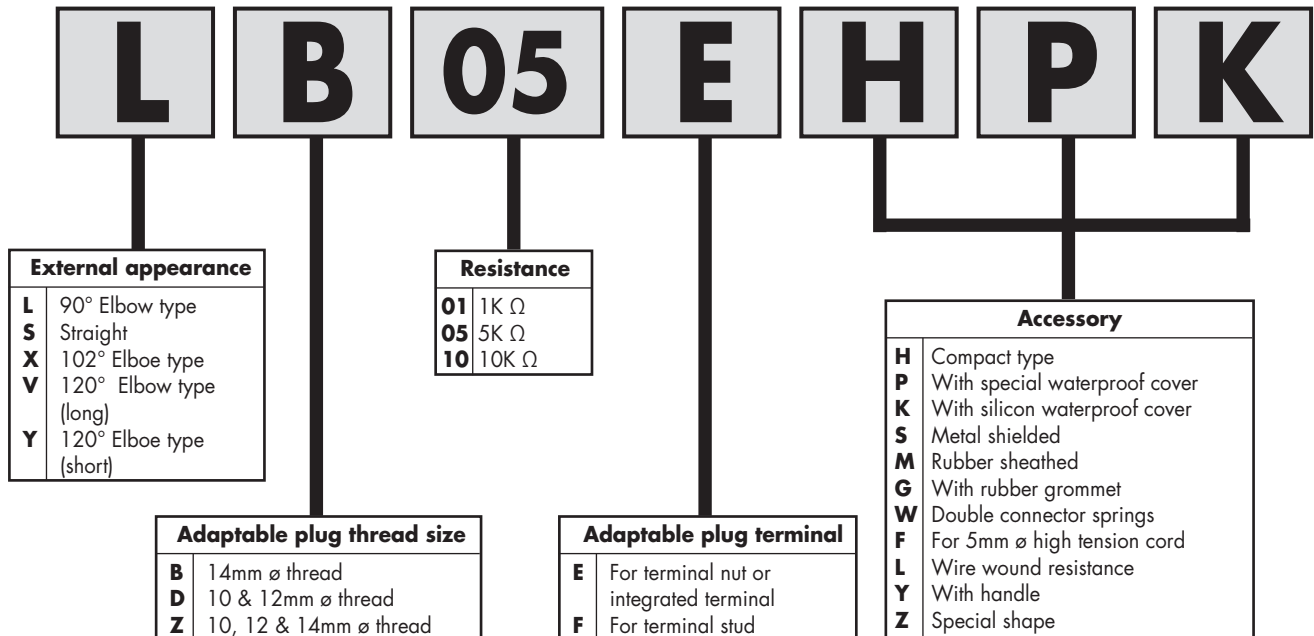 L B 05 E H P K
External appearance
L 90° Elbow type
S Straight
X 102° Elboe type
V 120° Elbow type
(long)
Y 120° Elboe type
(short)
Resistance
01 1K Ω
05 5K Ω
10 10K Ω
Accessory
H Compact type
P With special waterproof cover
K With silicon waterproof cover
S Metal shielded
M Rubber sheathed
G With rubber grommet
W Double connector springs
F For 5mm ø high tension cord
L Wire wound resistance
Y With handle
Z Special shape
Adaptable plug thread size
B 14mm ø thread
D 10 & 12mm ø thread
Z 10, 12 & 14mm ø thread
Adaptable plug terminal
E For terminal nut or
integrated terminal
F For terminal stud